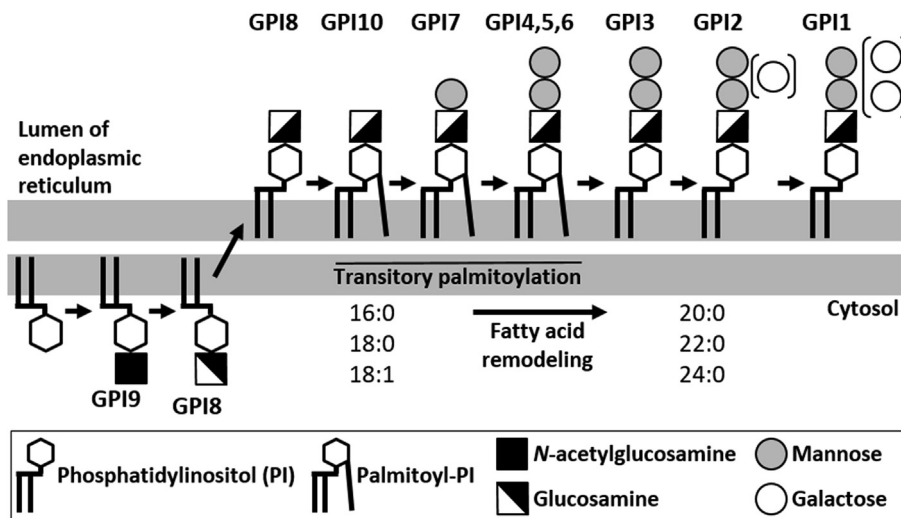 GPI8 GPI10 GPI7 GPI4,5,6 GPI3 GPI2 GPI1
Lumen of
endoplasmic
reticulum
Transitory palmitoylation
16:0
18:0
18:1
Fatty acid
remodeling
20:0
22:0
24:0
Cytosol
GPI9
GPI8
Phosphatidylinositol (PI)
Palmitoyl-PI
N-acetylglucosamine
Glucosamine
Mannose
Galactose